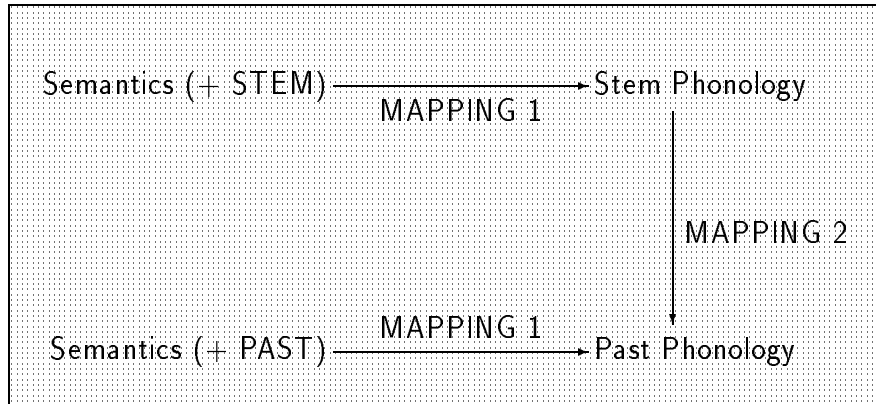 Semantics (+ STEM) Stem Phonology
MAPPING 1
MAPPING 2
MAPPING 1
Semantics (+ PAST) Past Phonology